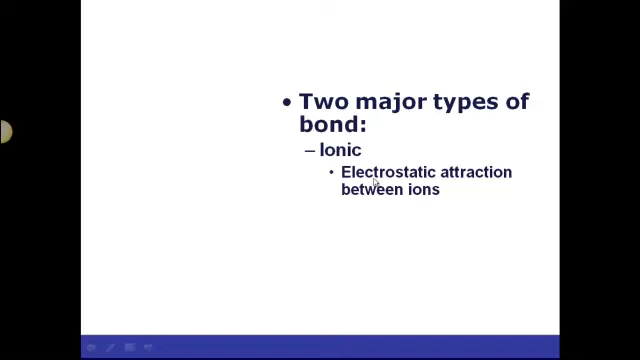 • Two major types of
bond:
– Ionic
• Electrostatic attraction
between ions